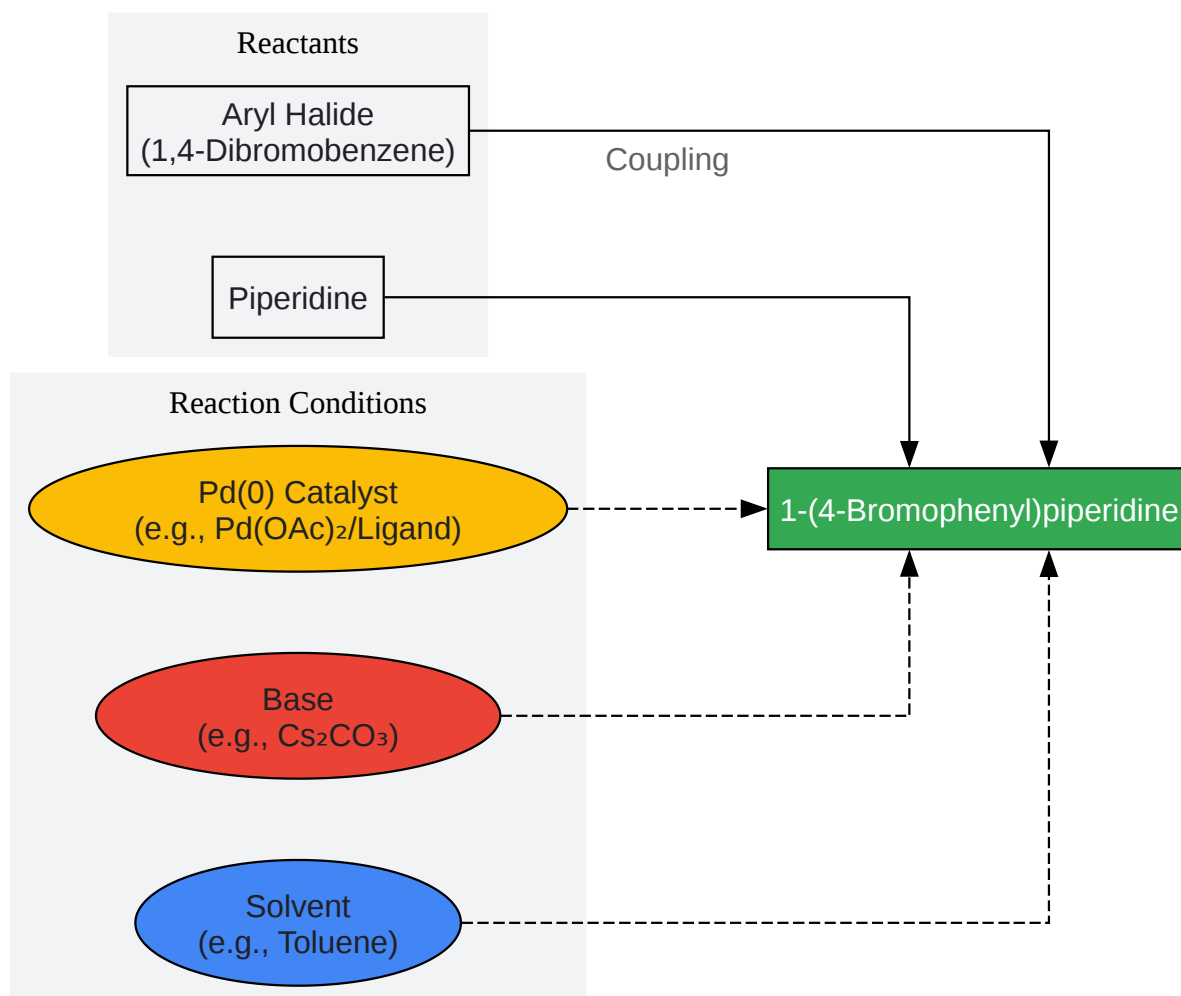 Reactants
Aryl Halide
(1,4-Dibromobenzene)
Coupling
Piperidine
Reaction Conditions
Pd(0) Catalyst
(e.g., Pd(OAc)₂/Ligand)
1-(4-Bromophenyl)piperidine
Base
(e.g., Cs₂CO₃)
Solvent
(e.g., Toluene)